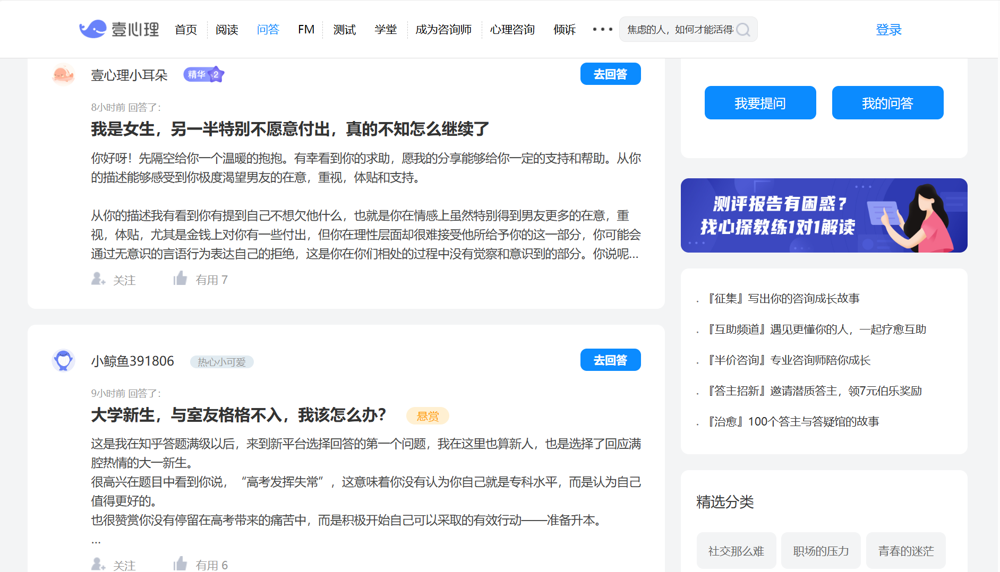 壹心理 首页 阅读 问答 FM 测试 学堂 成为咨询师 心理咨询 倾诉 焦虑的人，如何才能活得 登录
壹心理小耳朵 精华 2 去回答
8小时前 回答了：
我是女生，另一半特别不愿意付出，真的不知怎么继续了
你好呀！先隔空给你一个温暖的抱抱。有幸看到你的求助，愿我的分享能够给你一定的支持和帮助。从你
的描述能够感受到你极度渴望男友的在意，重视，体贴和支持。
从你的描述我有看到你有提到自己不想欠他什么，也就是你在情感上虽然特别得到男友更多的在意，重
视，体贴，尤其是金钱上对你有一些付出，但你在理性层面却很难接受他所给予你的这一部分，你可能会
通过无意识的言语行为表达自己的拒绝，这是你在你们相处的过程中没有觉察和意识到的部分。你说呢...
关注 有用 7
小鲸鱼391806 热心小可爱 去回答
9小时前 回答了：
大学新生，与室友格格不入，我该怎么办？ 悬赏
这是我在知乎答题满级以后，来到新平台选择回答的第一个问题，我在这里也算新人，也是选择了回应满
腔热情的大一新生。
很高兴在题目中看到你说，“高考发挥失常”，这意味着你没有认为你自己就是专科水平，而是认为自己
值得更好的。
也很赞赏你没有停留在高考带来的痛苦中，而是积极开始自己可以采取的有效行动——准备升本。
...
关注 有用 6
我要提问 我的问答
测评报告有困惑？
找心探教练1对1解读
. 『征集』写出你的咨询成长故事
. 『互助频道』遇见更懂你的人，一起疗愈互助
. 『半价咨询』专业咨询师陪你成长
. 『答主招新』邀请潜质答主，领7元伯乐奖励
. 『治愈』100个答主与答疑馆的故事
精选分类
社交那么难 职场的压力 青春的迷茫